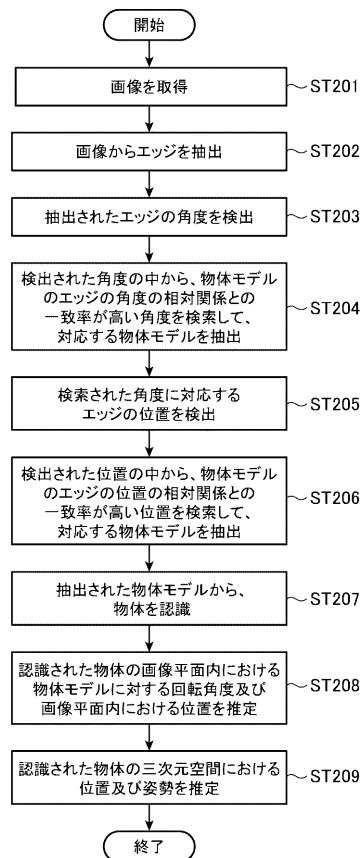 開始
画像を取得
ST201
画像からエッジを抽出
ST202
抽出されたエッジの角度を検出
ST203
検出された角度の中から、物体モデル
のエッジの角度の相対関係との
一致率が高い角度を検索して、
対応する物体モデルを抽出
ST204
検索された角度に対応する
エッジの位置を検出
ST205
検出された位置の中から、物体モデル
のエッジの位置の相対関係との
一致率が高い位置を検索して、
対応する物体モデルを抽出
ST206
抽出された物体モデルから、
物体を認識
ST207
認識された物体の画像平面内における
物体モデルに対する回転角度及び
画像平面内における位置を推定
ST208
認識された物体の三次元空間における
位置及び姿勢を推定
ST209
終了